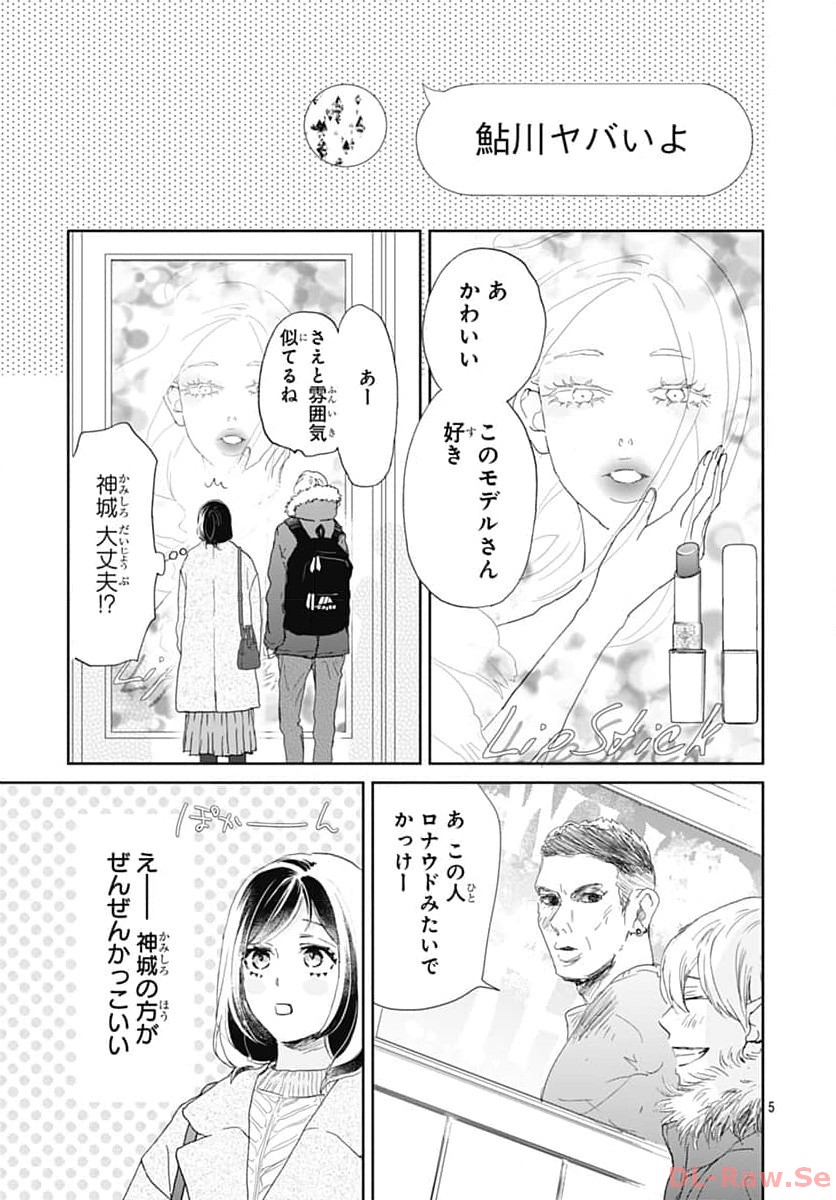 鮎川ヤバいよ
あ
かわいい
このモデルさん
好き
LipStick
あー
さえと雰囲気
似てるね
神城 大丈夫!?
Lip
あ この人
ロナウドみたいで
かっけー
ぽかーん
えー 神城の方が
ぜんぜんかっこいい
5
DL-Raw.Se